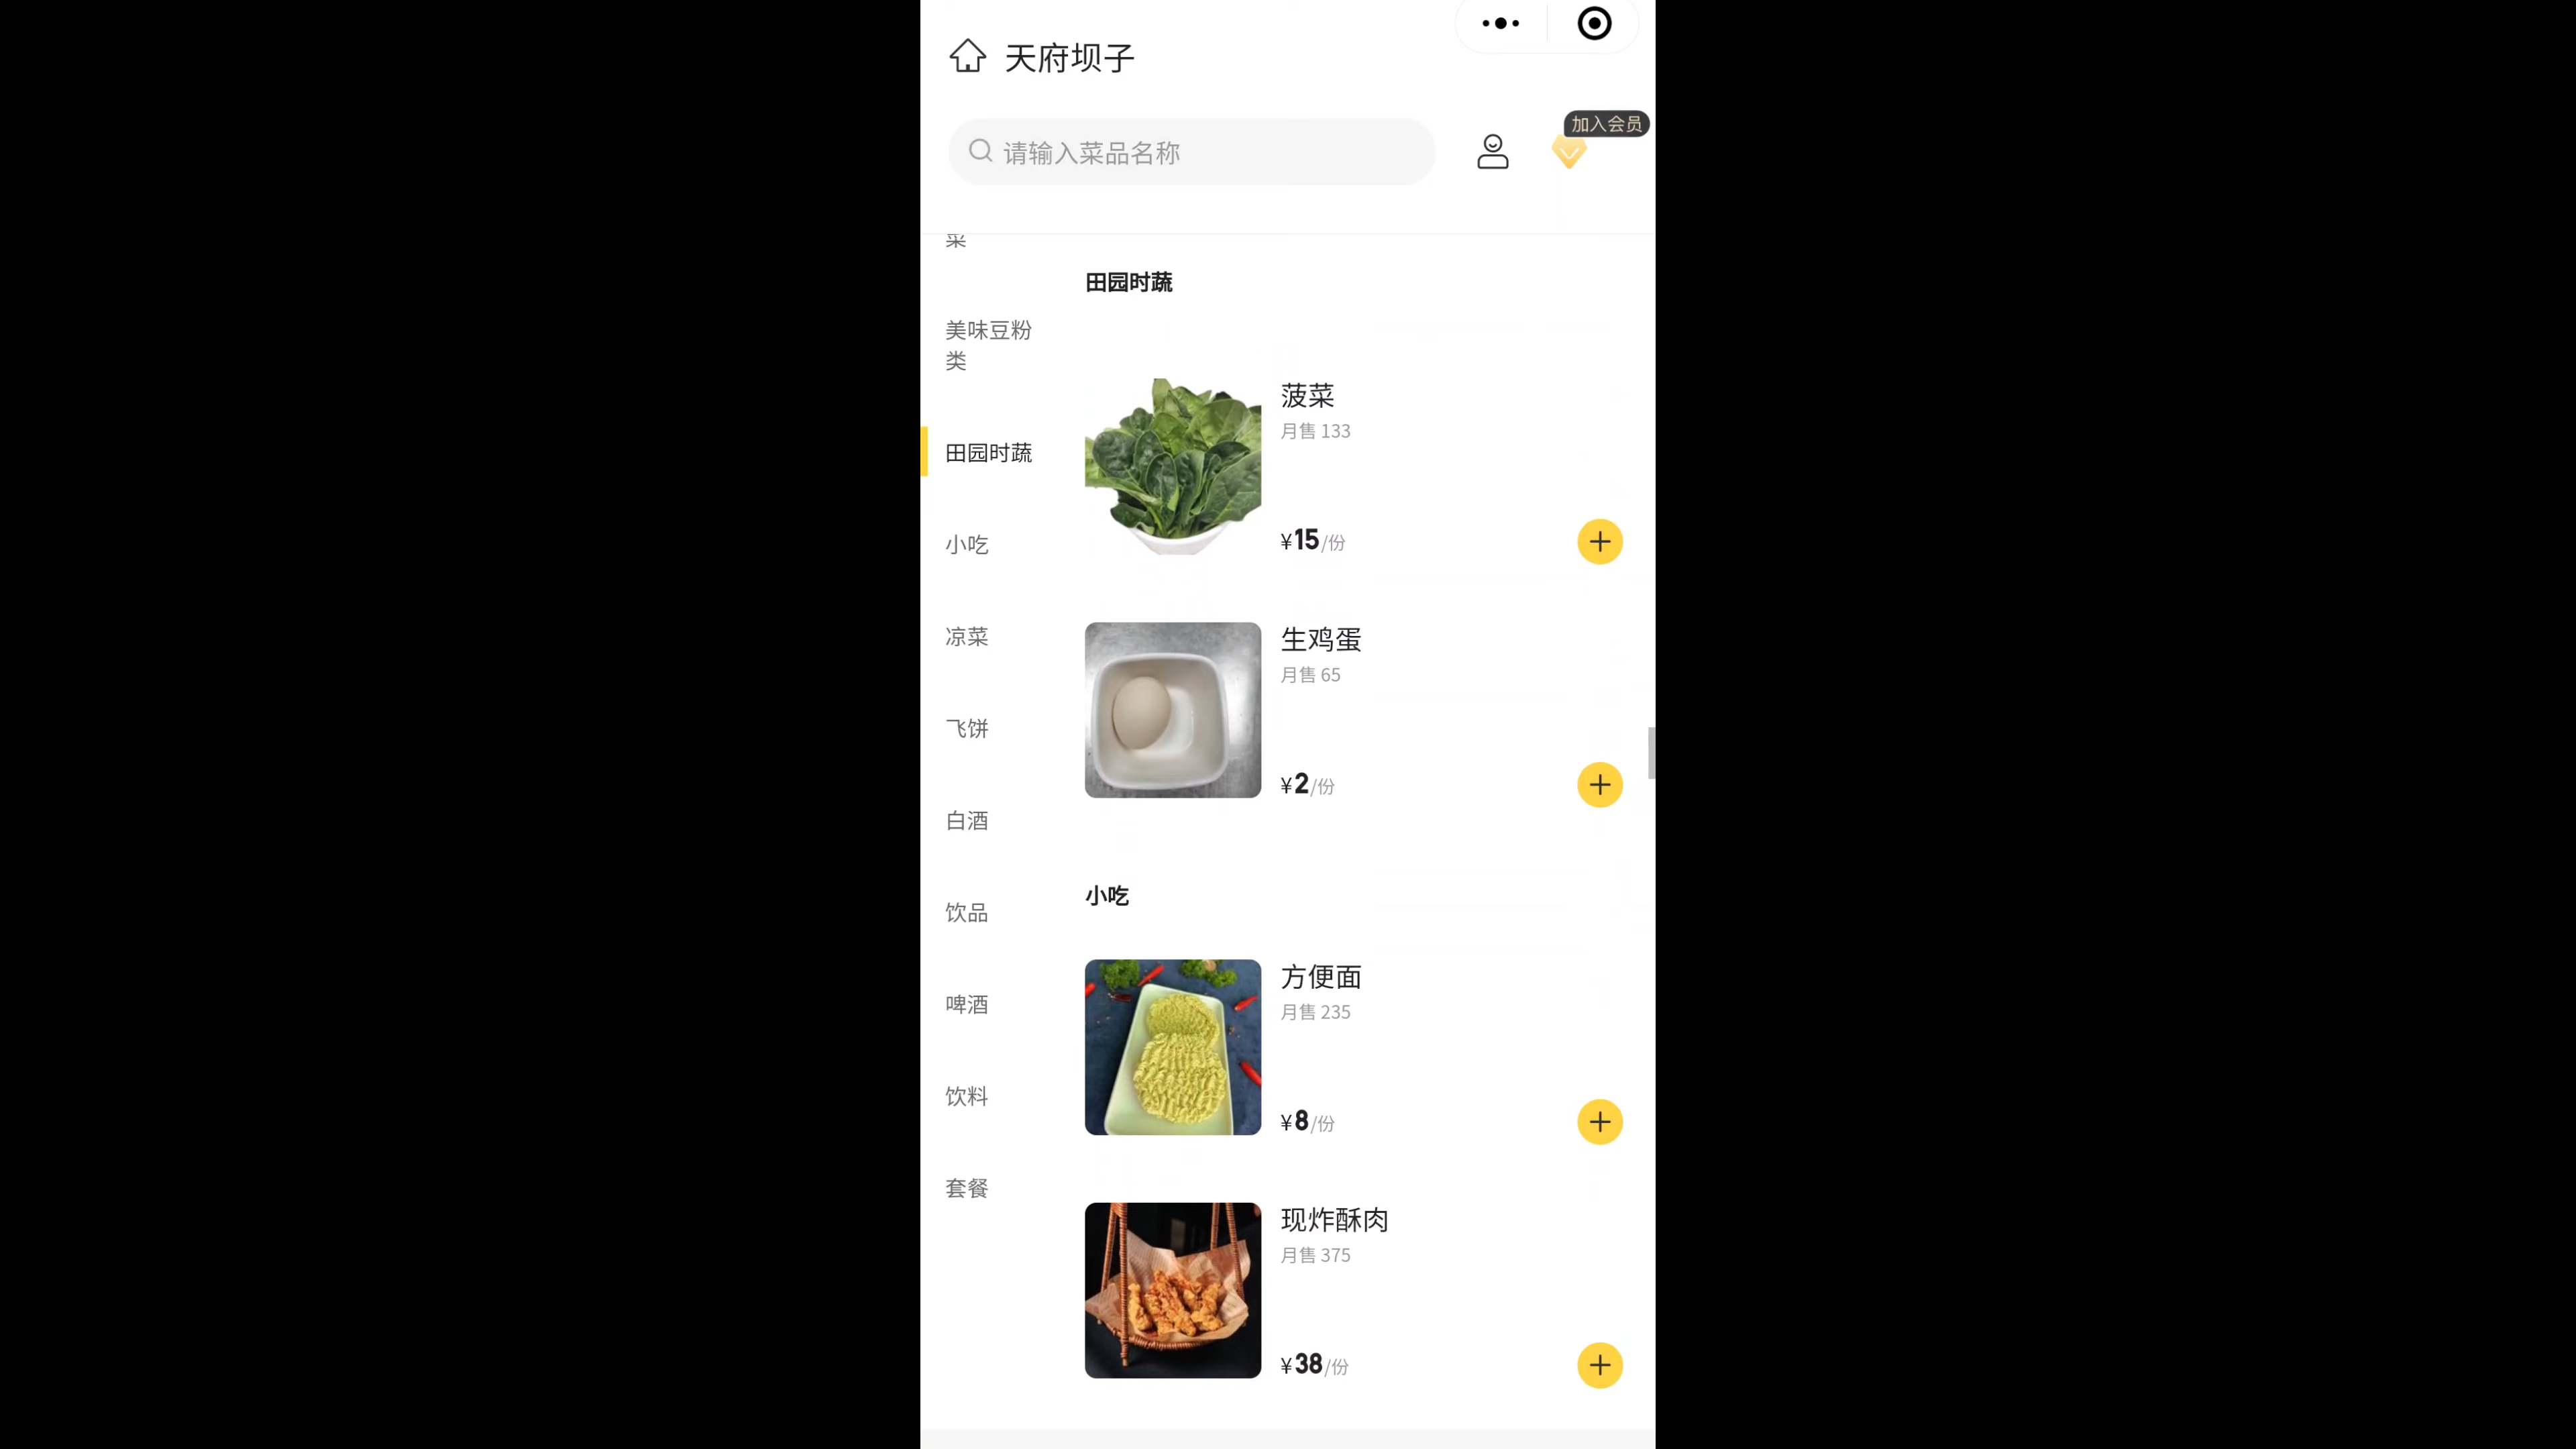 天府坝子
加入会员
请输入菜品名称
菜
美味豆粉
类
田园时蔬
小吃
凉菜
飞饼
白酒
饮品
啤酒
饮料
套餐
田园时蔬
菠菜
月售 133
¥15/份
生鸡蛋
月售 65
¥2/份
小吃
方便面
月售 235
¥8/份
现炸酥肉
月售 375
¥38/份